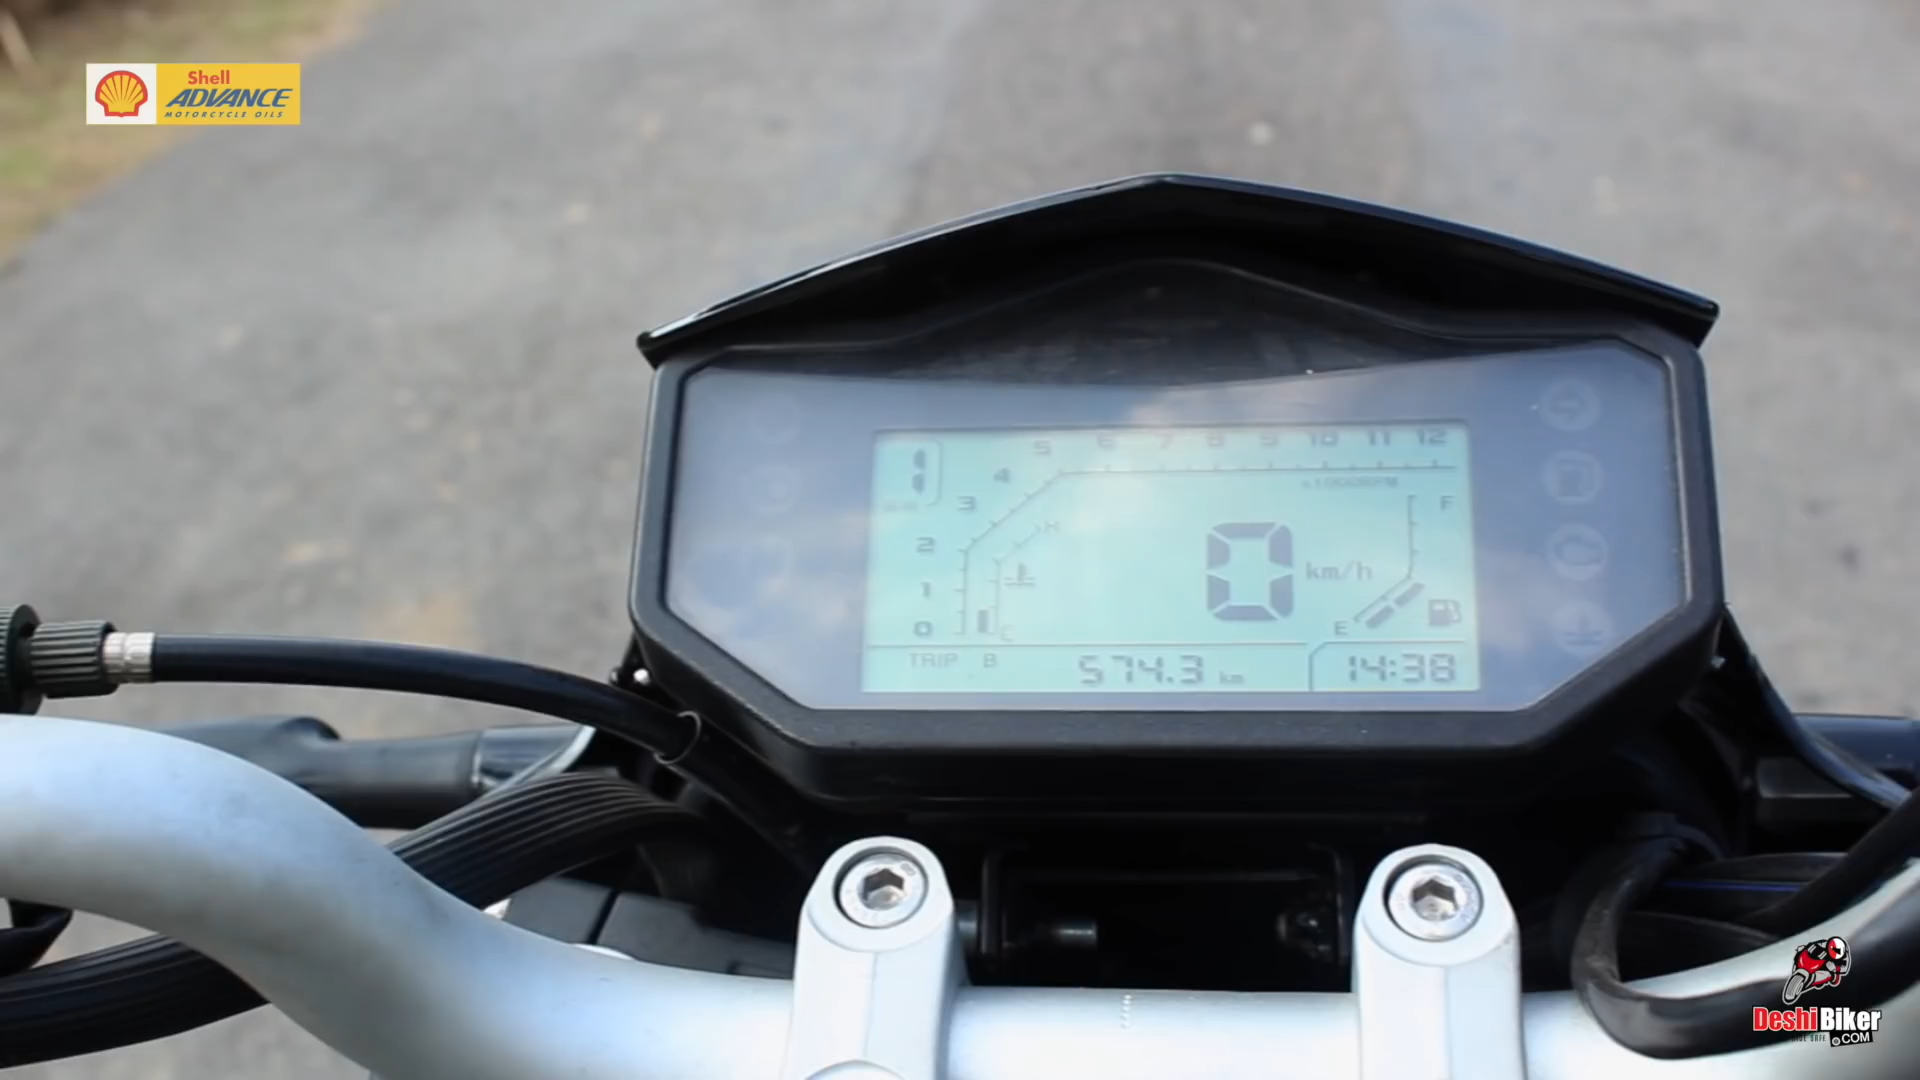 Shell
ADVANCE
MOTORCYCLE OILS
0 1 2 3 4 5 6 7 8 9 10 11 12
x1000RPM
H
C
F
E
0 km/h
TRIP B 574.3 km 14:38
DeshiBiker
.COM